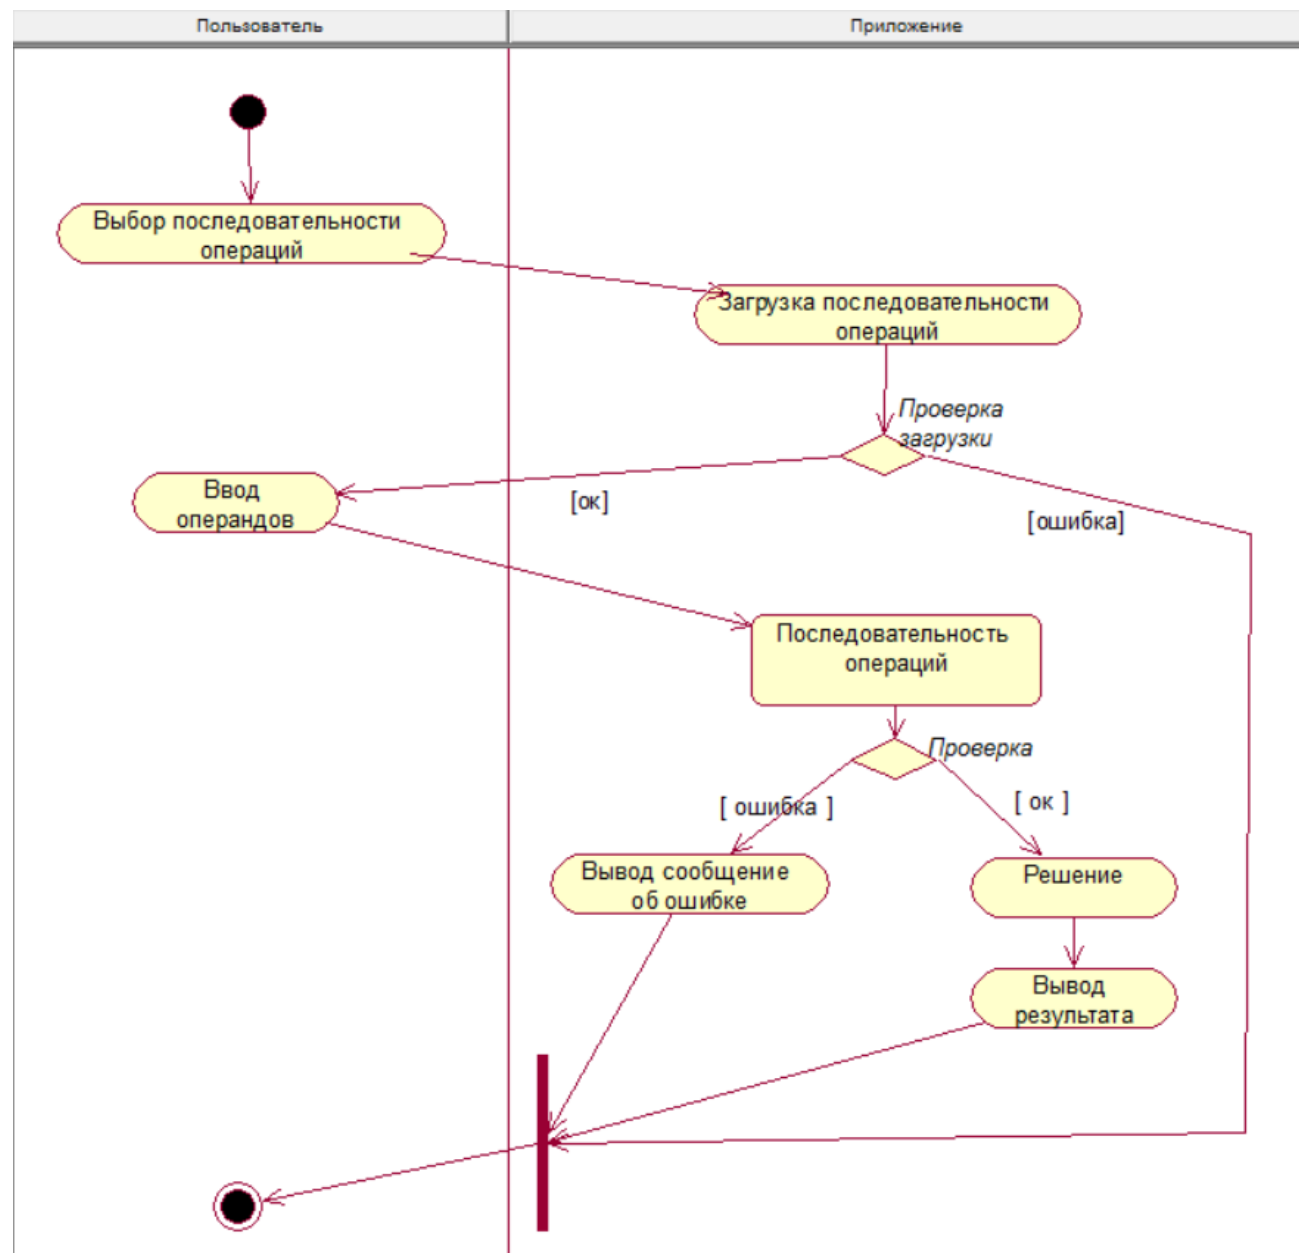 Пользователь
Приложение
Выбор последовательности
операций
Загрузка последовательности
операций
Проверка
загрузки
Ввод
операндов
[ок]
[ошибка]
Последовательность
операций
Проверка
[ ошибка ]
[ ок ]
Вывод сообщение
об ошибке
Решение
Вывод
результата